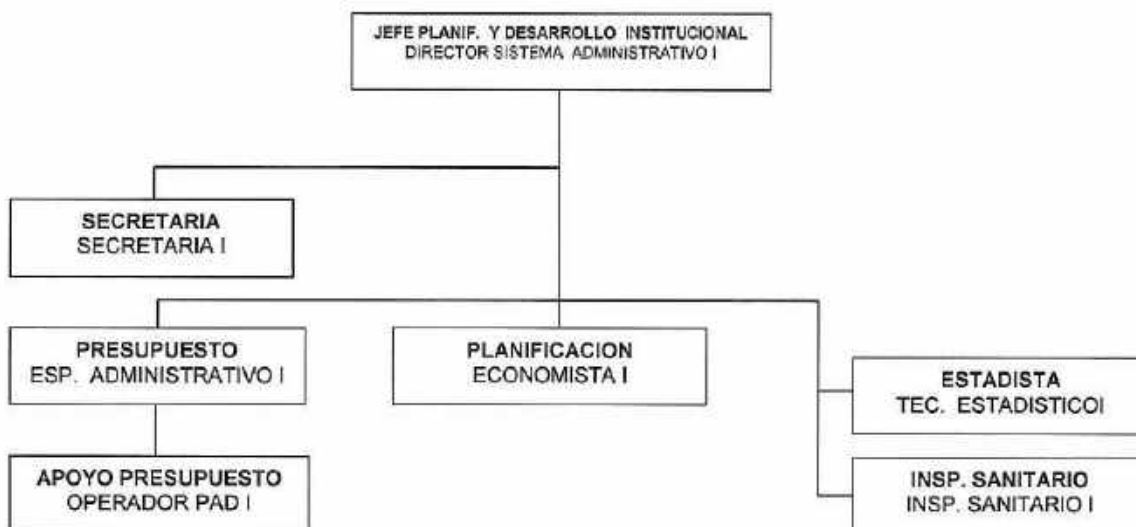 JEFE PLANIF. Y DESARROLLO INSTITUCIONAL
DIRECTOR SISTEMA ADMINISTRATIVO I
SECRETARIA
SECRETARIA I
PRESUPUESTO
ESP. ADMINISTRATIVO I
PLANIFICACION
ECONOMISTA I
ESTADISTA
TEC. ESTADISTICOI
APOYO PRESUPUESTO
OPERADOR PAD I
INSP. SANITARIO
INSP. SANITARIO I